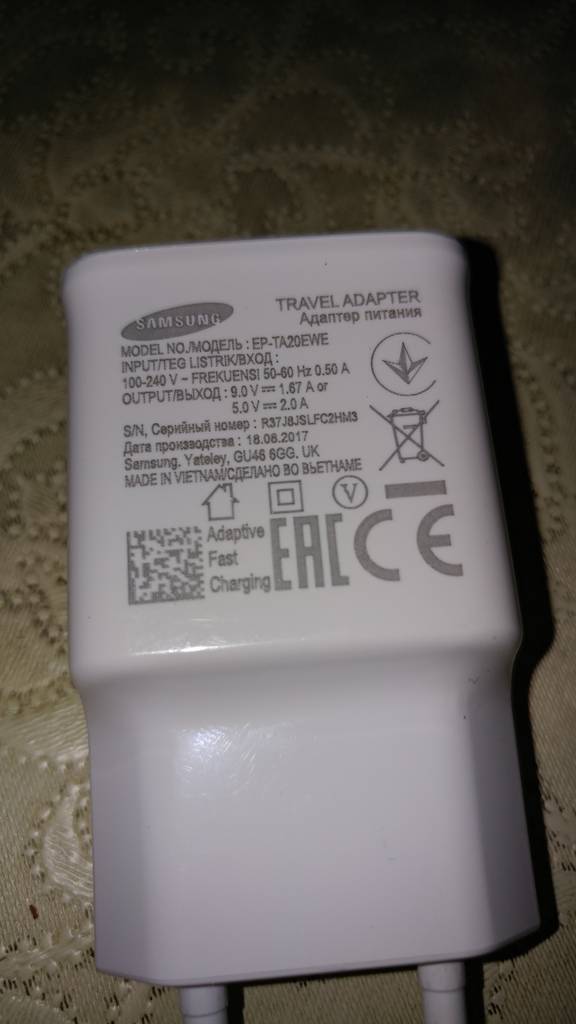 SAMSUNG
TRAVEL ADAPTER
Адаптер питания
MODEL NO./МОДЕЛЬ : EP-TA20EWE
INPUT/TEG LISTRIK/ВХОД :
100-240 V ~ FREKUENSI 50-60 Hz 0.50 A
OUTPUT/ВЫХОД : 9.0 V ⎓ 1.67 A or
5.0 V ⎓ 2.0 A
S/N, Серийный номер : R37J8JSLFC2HM3
Дата производства : 18.08.2017
Samsung. Yateley, GU46 6GG. UK
MADE IN VIETNAM/СДЕЛАНО ВО ВЬЕТНАМЕ
V
Adaptive
Fast
Charging
EAC
CE